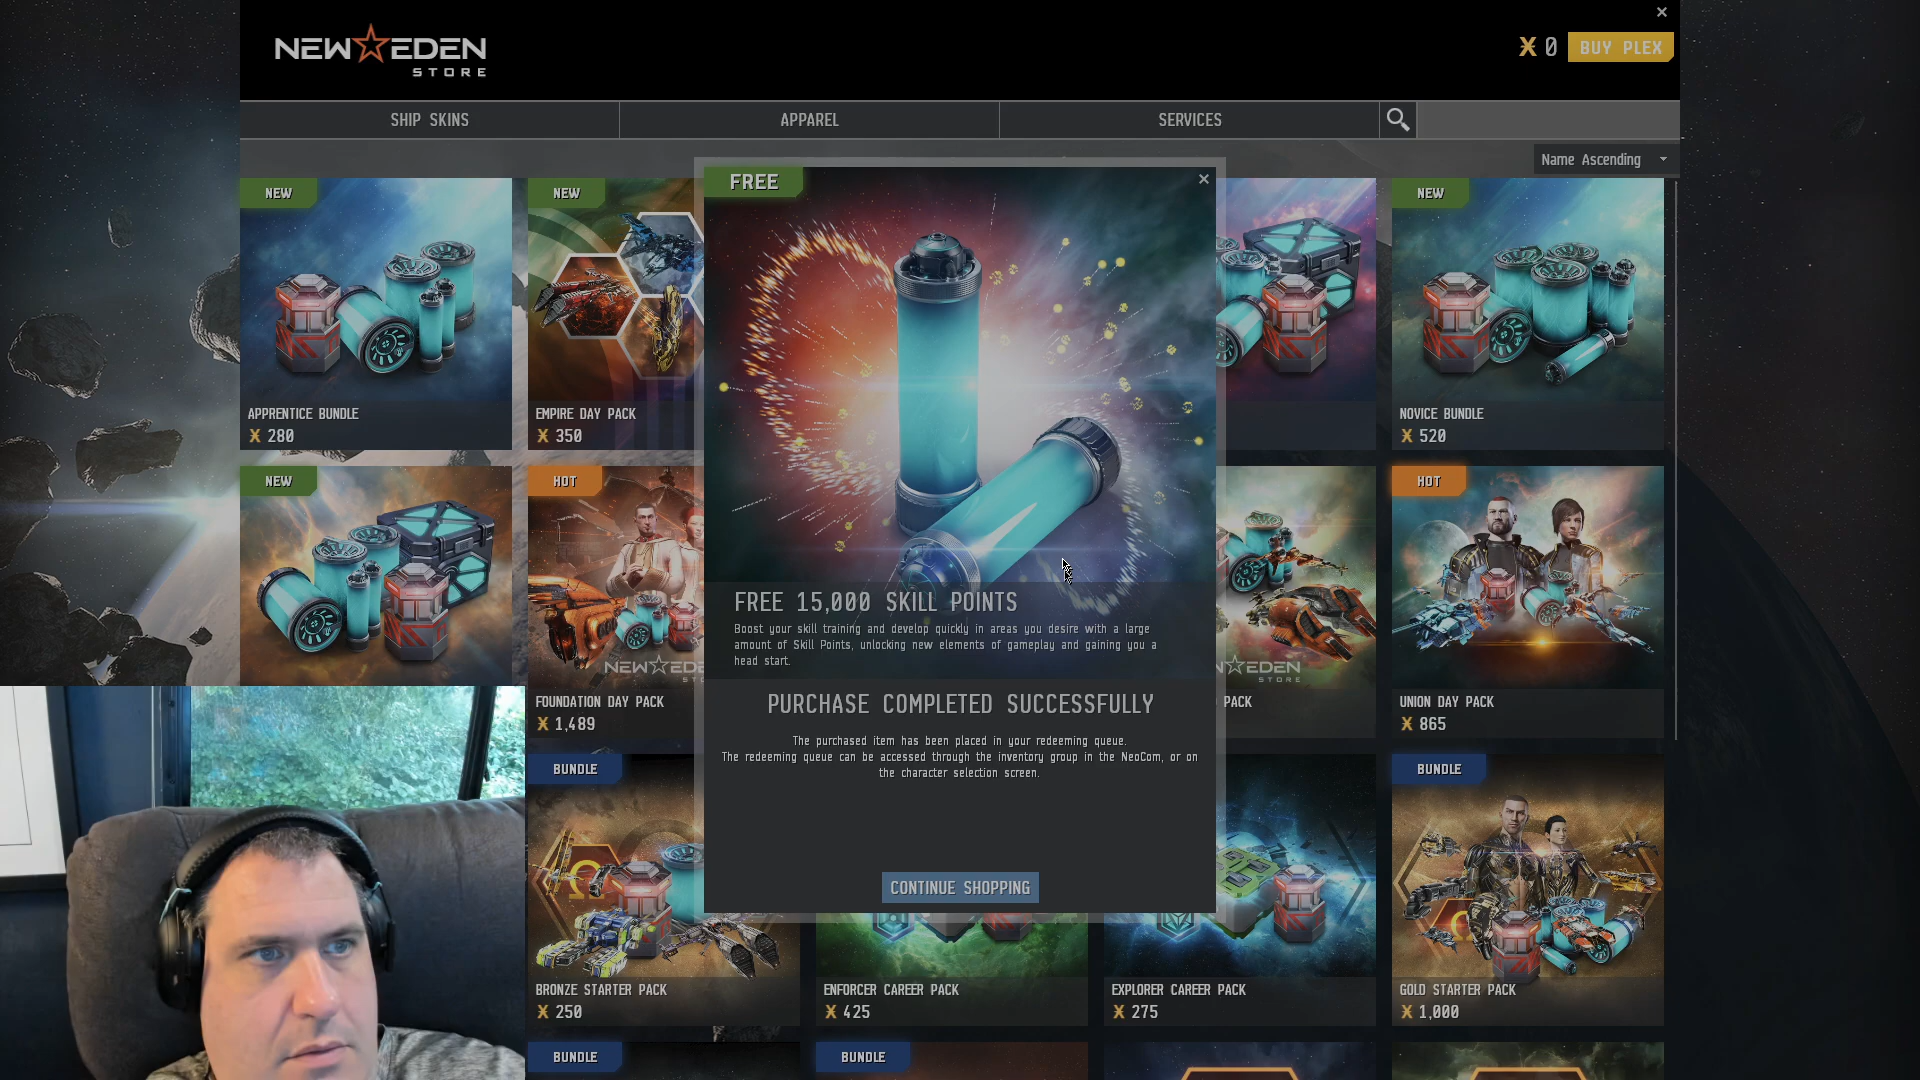 NEW EDEN
STORE
0
BUY PLEX
SHIP SKINS
APPAREL
SERVICES
Name Ascending
NEW
APPRENTICE BUNDLE
280
NEW
EMPIRE DAY PACK
350
NEW
NOVICE BUNDLE
520
FREE
FREE 15,000 SKILL POINTS
Boost your skill training and develop quickly in areas you desire with a large
amount of Skill Points, unlocking new elements of gameplay and gaining you a
head start.
PURCHASE COMPLETED SUCCESSFULLY
The purchased item has been placed in your redeeming queue.
The redeeming queue can be accessed through the inventory group in the NeoCom, or on
the character selection screen.
CONTINUE SHOPPING
NEW
HOT
NEW EDEN
FOUNDATION DAY PACK
1,489
EDEN
STORE
PACK
HOT
UNION DAY PACK
865
BUNDLE
BRONZE STARTER PACK
250
ENFORCER CAREER PACK
425
EXPLORER CAREER PACK
275
BUNDLE
GOLD STARTER PACK
1,000
BUNDLE
BUNDLE